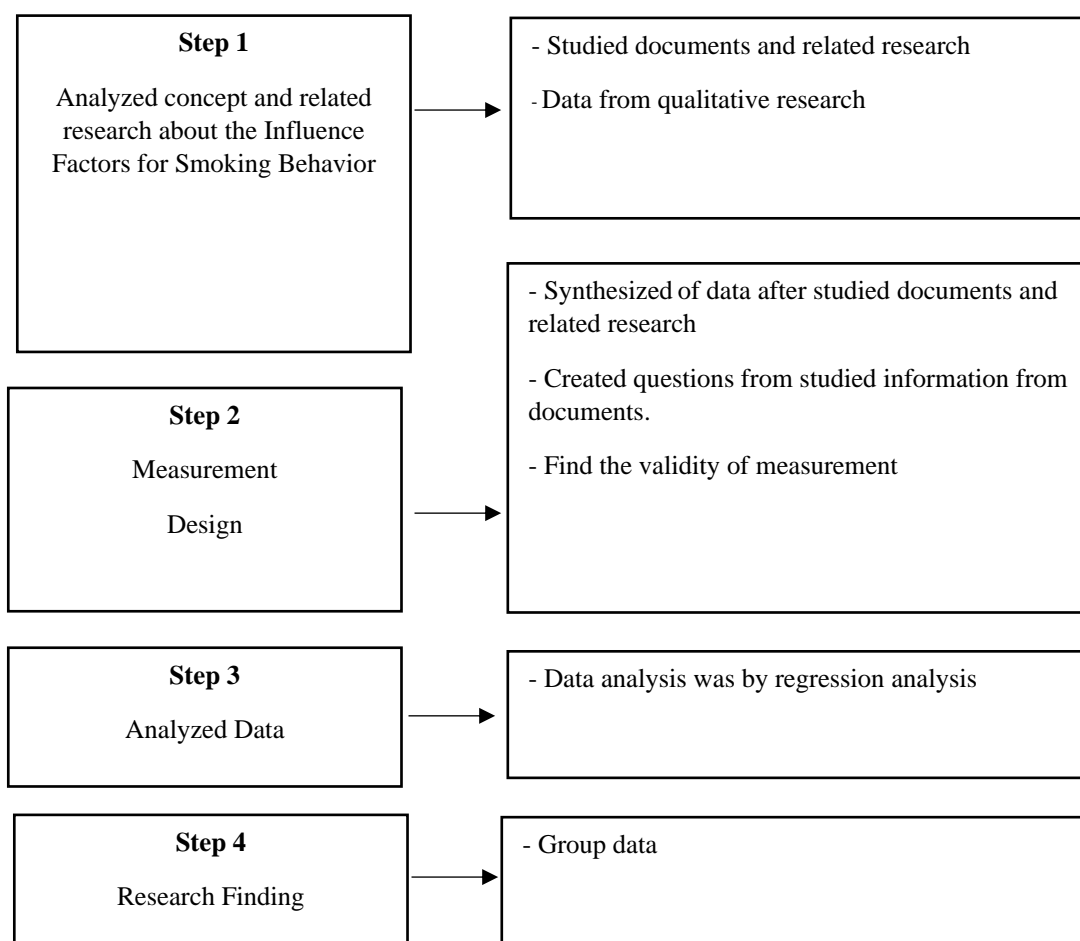 Step 1
Analyzed concept and related
research about the Influence
Factors for Smoking Behavior
- Studied documents and related research
- Data from qualitative research
Step 2
Measurement
Design
- Synthesized of data after studied documents and
related research
- Created questions from studied information from
documents.
- Find the validity of measurement
Step 3
Analyzed Data
- Data analysis was by regression analysis
Step 4
Research Finding
- Group data